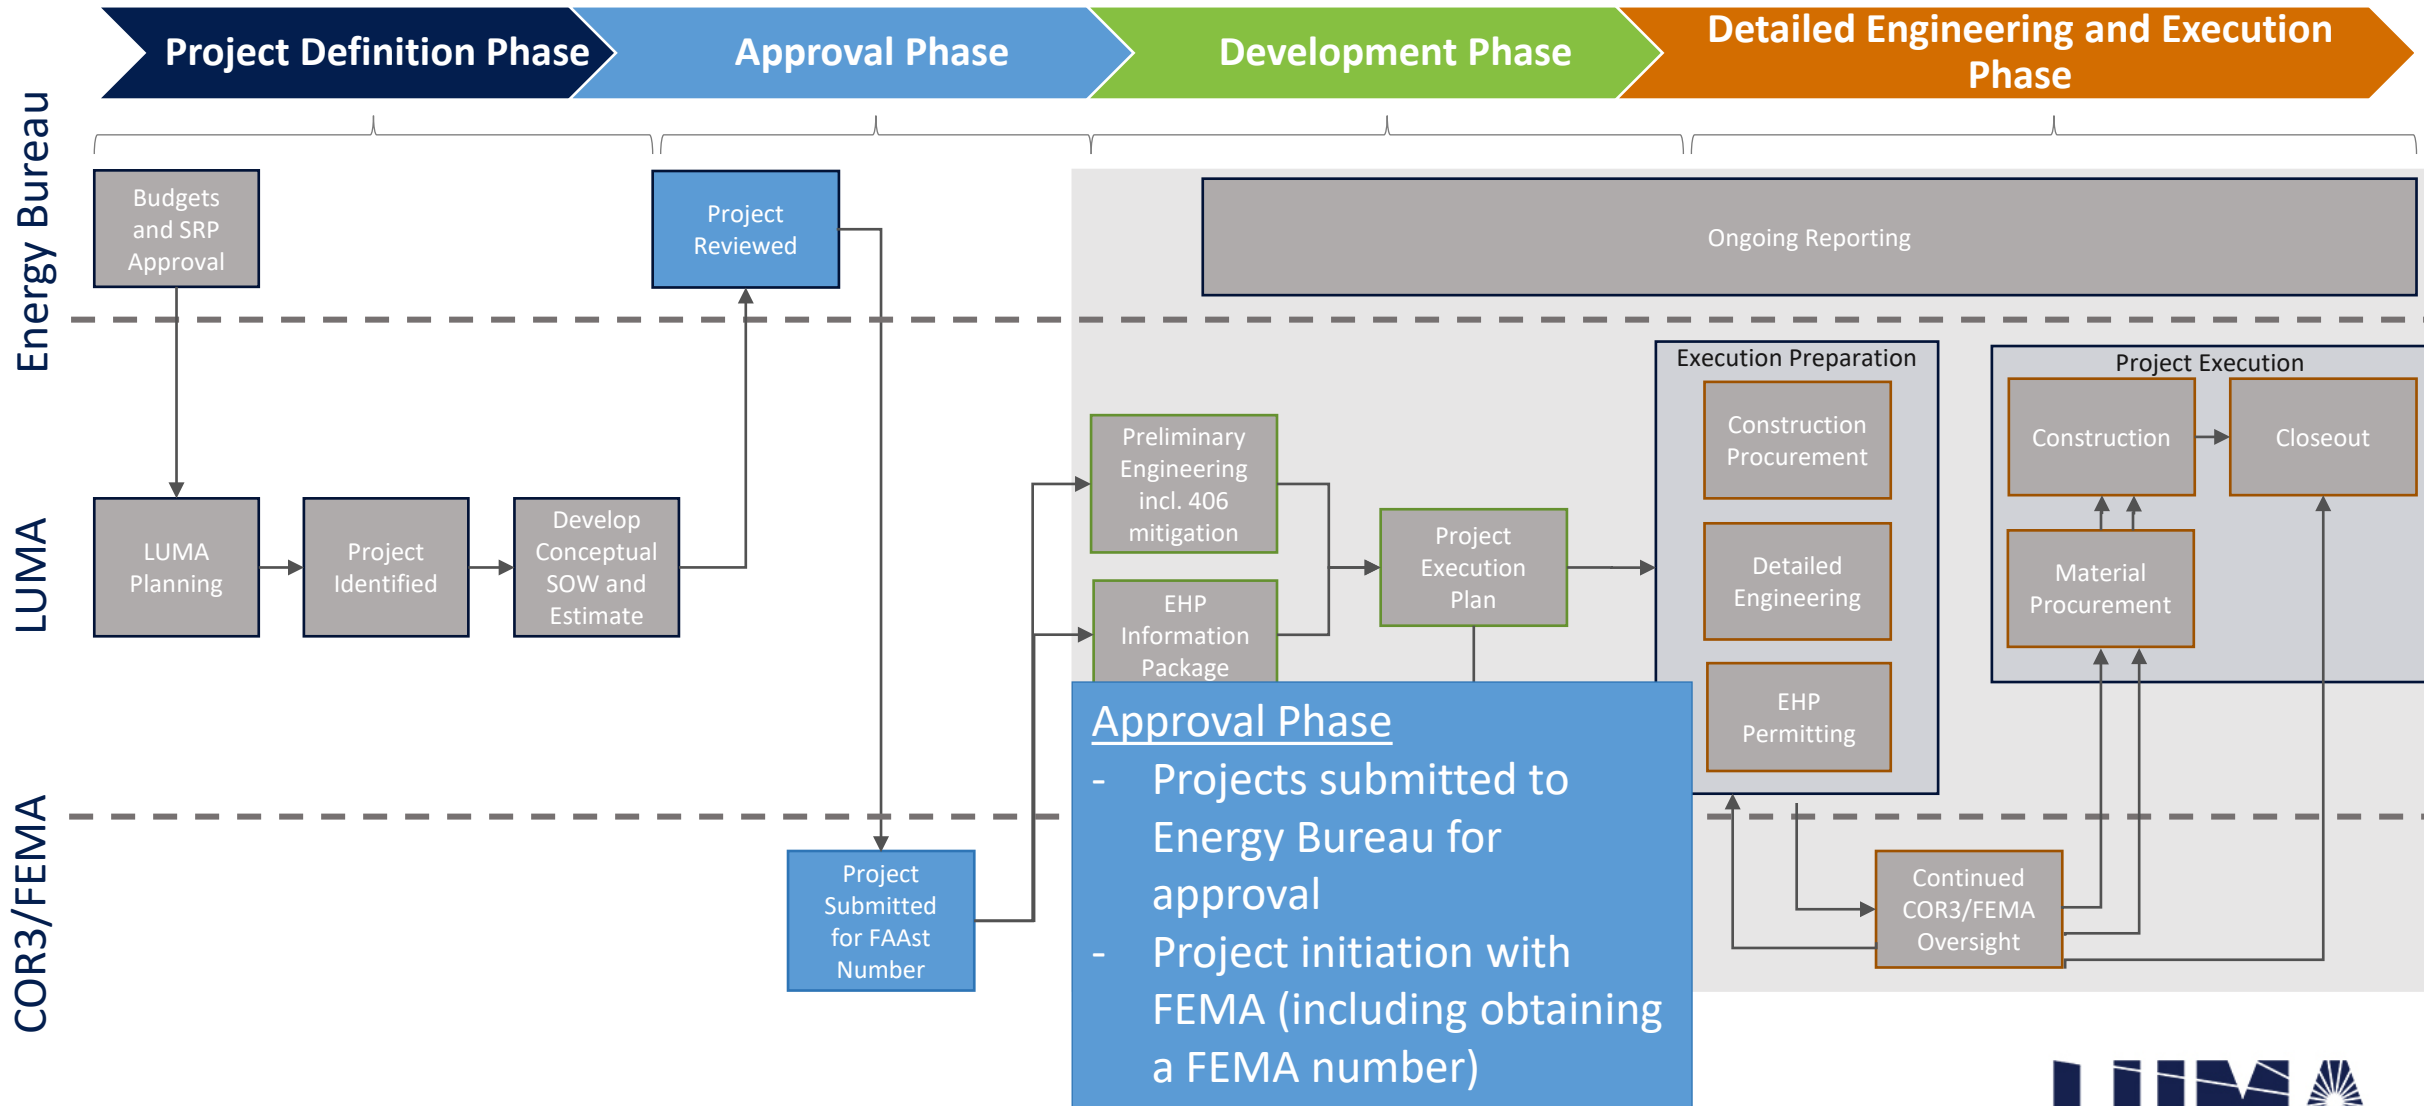 Project Definition Phase
Approval Phase
Development Phase
Detailed Engineering and Execution
Phase
Energy Bureau
Budgets
and SRP
Approval
Project
Reviewed
Ongoing Reporting
LUMA
LUMA
Planning
Project
Identified
Develop
Conceptual
SOW and
Estimate
Preliminary
Engineering
incl. 406
mitigation
EHP
Information
Package
Project
Execution
Plan
Execution Preparation
Construction
Procurement
Detailed
Engineering
EHP
Permitting
Project Execution
Construction
Closeout
Material
Procurement
COR3/FEMA
Project
Submitted
for FAAst
Number
Approval Phase
- Projects submitted to
Energy Bureau for
approval
- Project initiation with
FEMA (including obtaining
a FEMA number)
Continued
COR3/FEMA
Oversight
LUMA